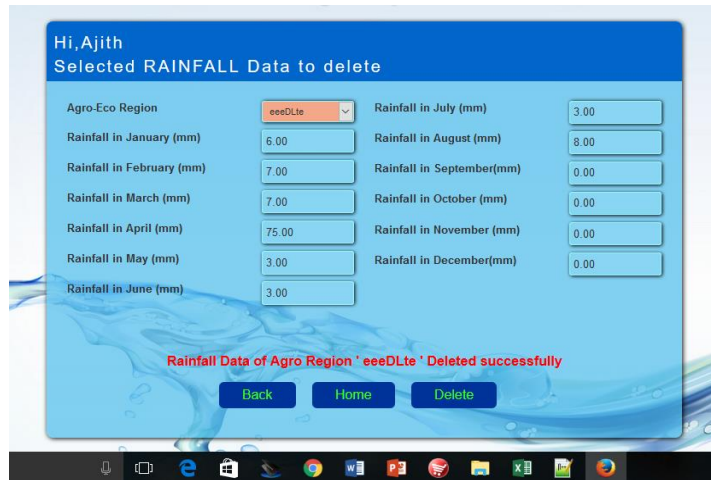 Hi,Ajith
Selected RAINFALL Data to delete
Agro-Eco Region eeeDLte
Rainfall in January (mm) 6.00
Rainfall in February (mm) 7.00
Rainfall in March (mm) 7.00
Rainfall in April (mm) 75.00
Rainfall in May (mm) 3.00
Rainfall in June (mm) 3.00
Rainfall in July (mm) 3.00
Rainfall in August (mm) 8.00
Rainfall in September(mm) 0.00
Rainfall in October (mm) 0.00
Rainfall in November (mm) 0.00
Rainfall in December(mm) 0.00
Rainfall Data of Agro Region ' eeeDLte ' Deleted successfully
Back Home Delete